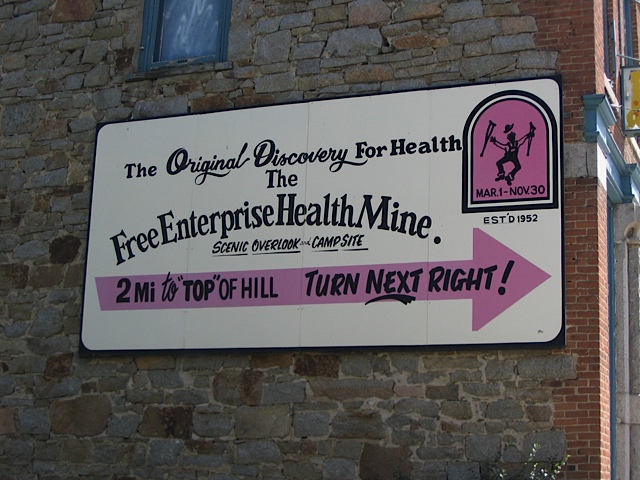 The Original Discovery For Health
The
Free Enterprise Health Mine.
SCENIC OVERLOOK and CAMPSITE
2 Mi to "TOP" OF HILL TURN NEXT RIGHT!
MAR.1-NOV.30
EST'D 1952